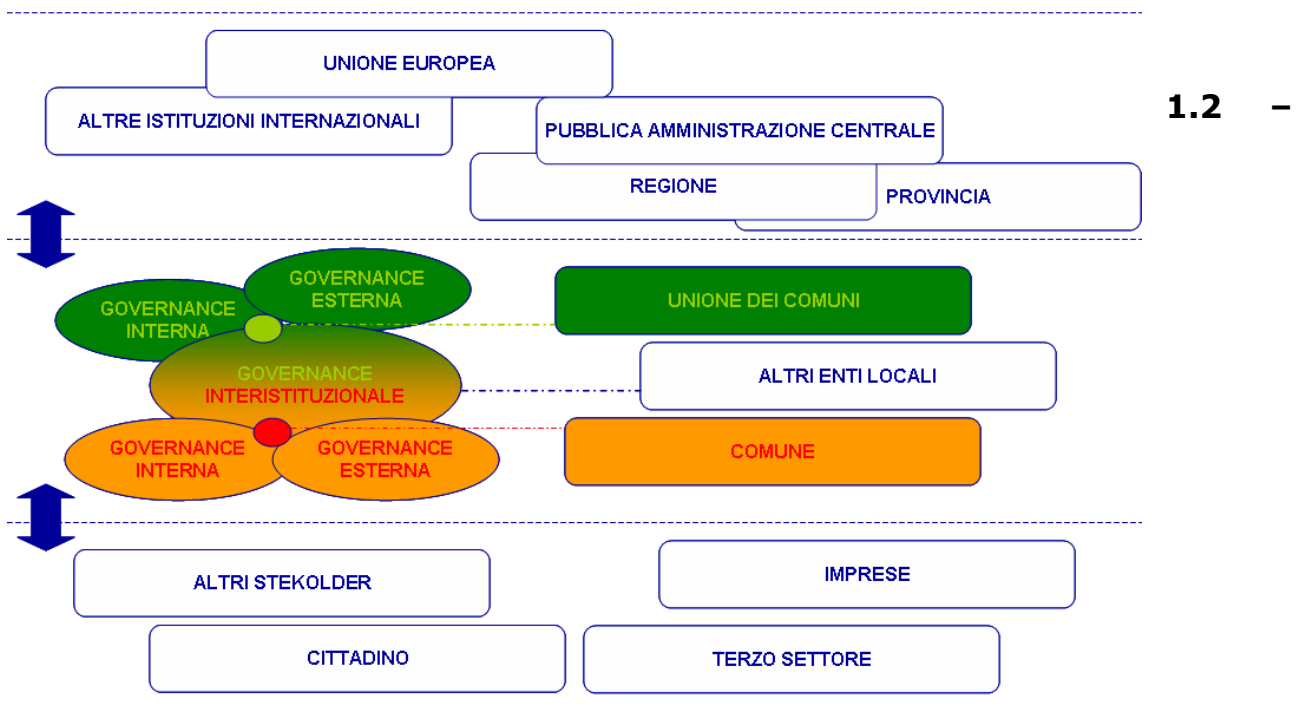 UNIONE EUROPEA
ALTRE ISTITUZIONI INTERNAZIONALI
PUBBLICA AMMINISTRAZIONE CENTRALE
1.2 –
REGIONE
PROVINCIA
GOVERNANCE
ESTERNA
GOVERNANCE
INTERNA
UNIONE DEI COMUNI
GOVERNANCE
INTERISTITUZIONALE
ALTRI ENTI LOCALI
GOVERNANCE
INTERNA
GOVERNANCE
ESTERNA
COMUNE
ALTRI STEKOLDER
IMPRESE
CITTADINO
TERZO SETTORE